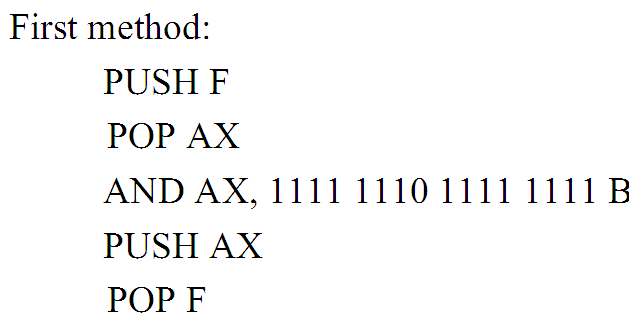 First method:
PUSH F
POP AX
AND AX, 1111 1110 1111 1111 B
PUSH AX
POP F